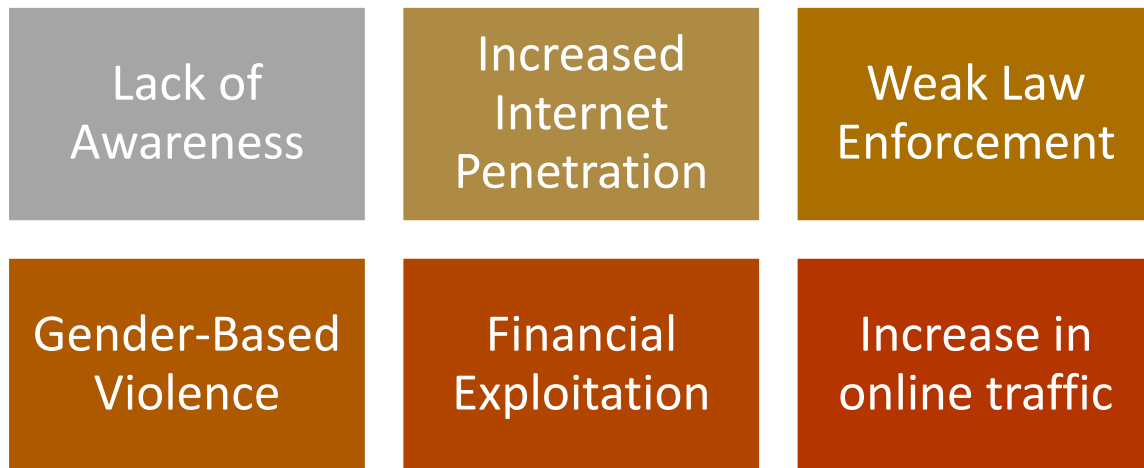 Lack of
Awareness
Increased
Internet
Penetration
Weak Law
Enforcement
Gender-Based
Violence
Financial
Exploitation
Increase in
online traffic